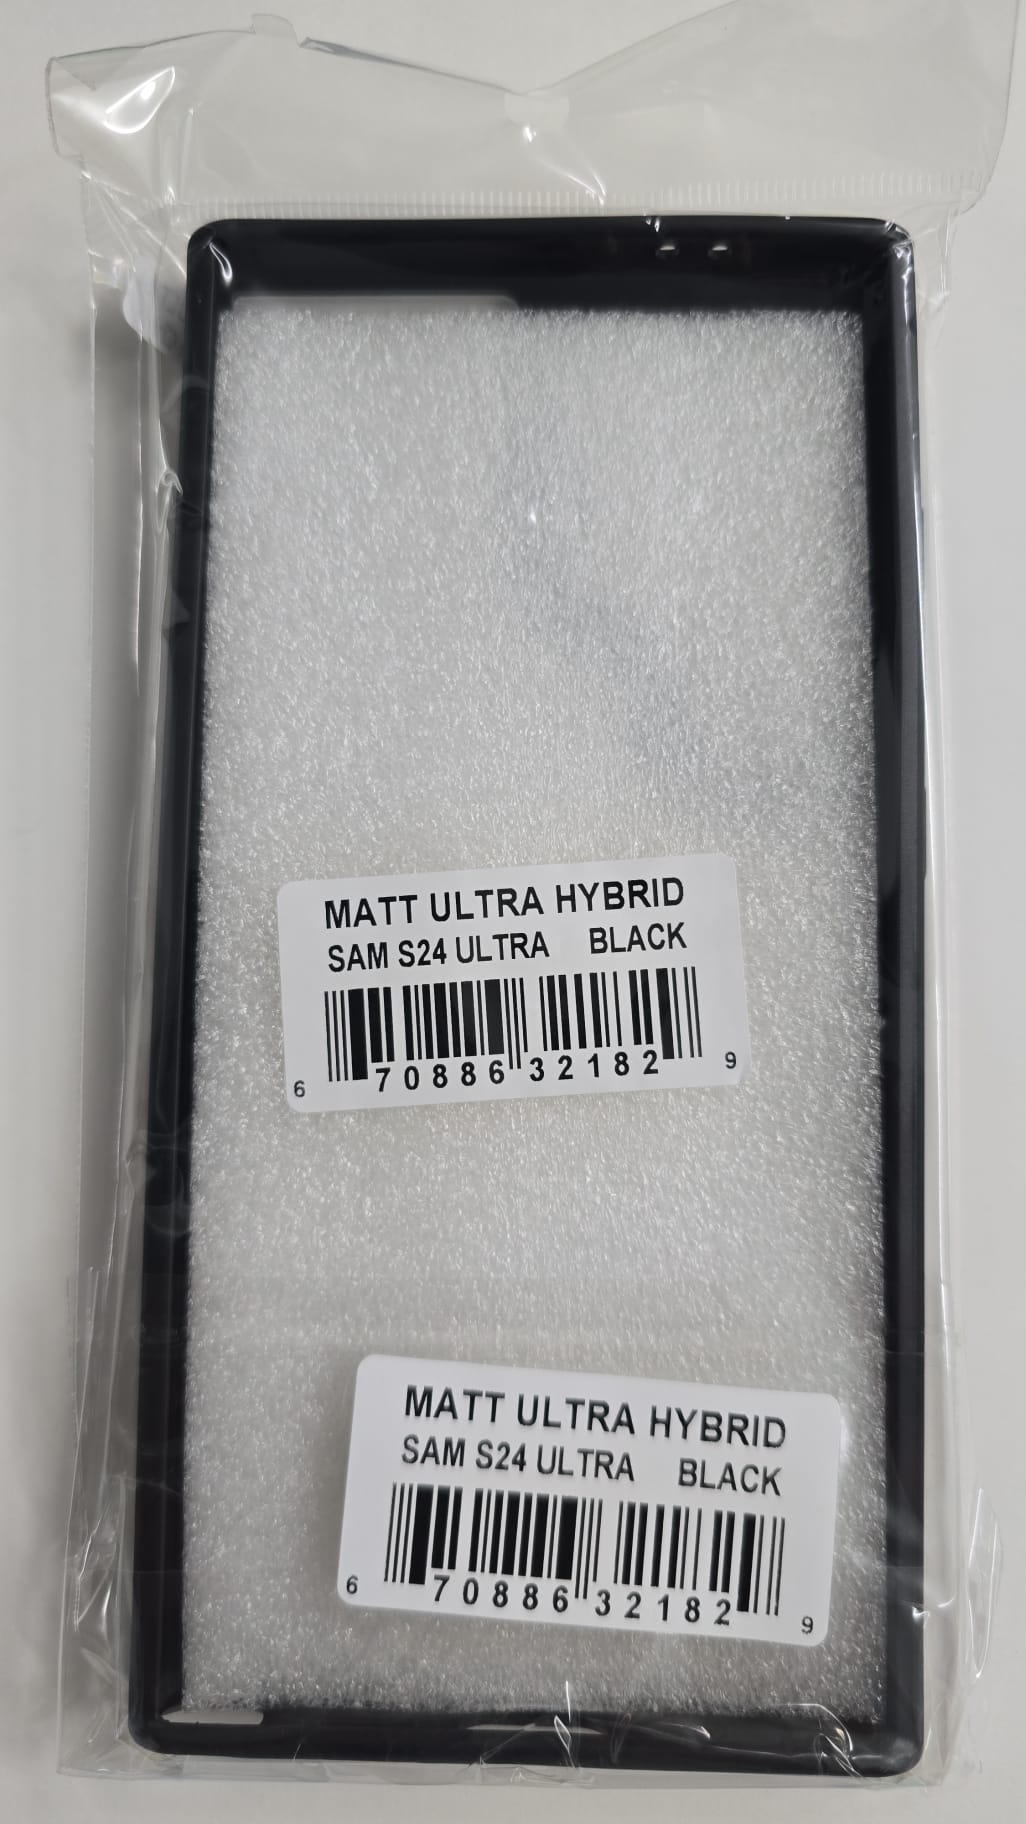 MATT ULTRA HYBRID
SAM S24 ULTRA BLACK
6 70886 32182 9
MATT ULTRA HYBRID
SAM S24 ULTRA BLACK
6 70886 32182 9